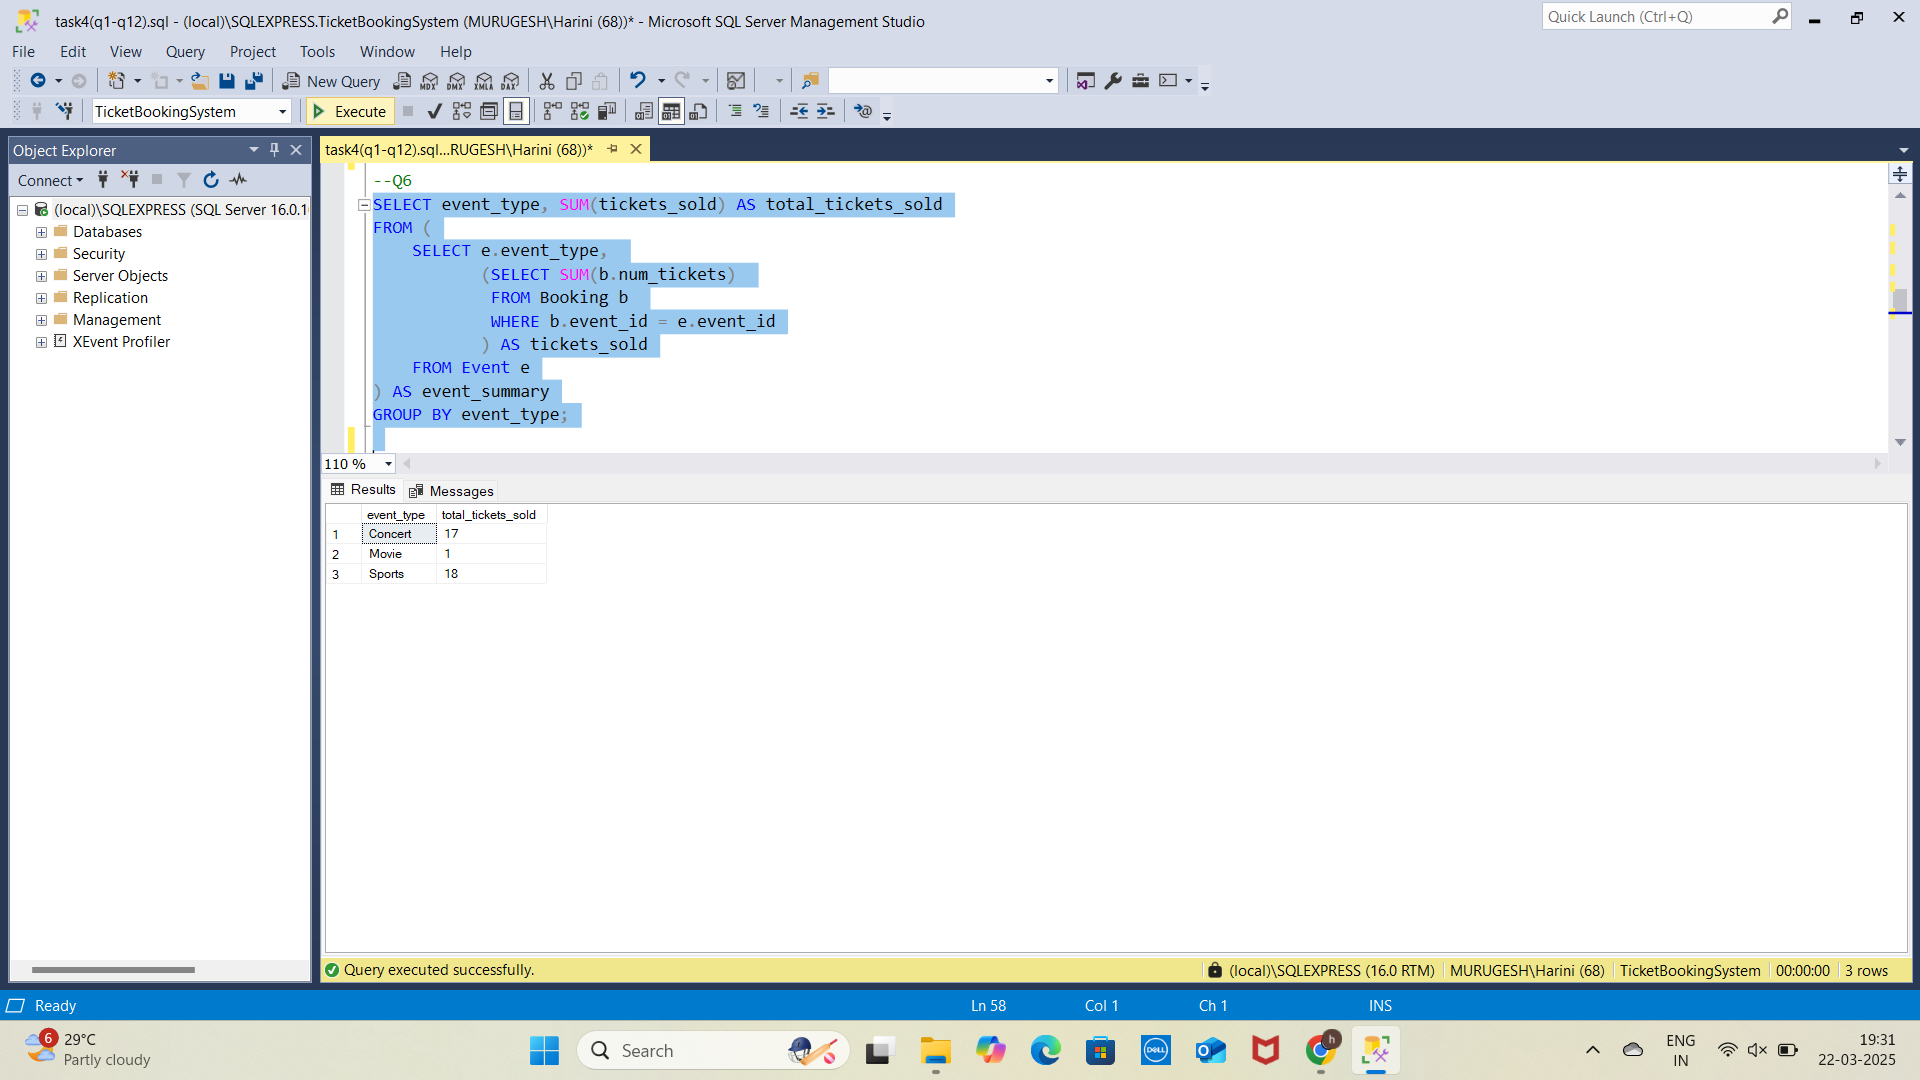 task4(q1-q12).sql - (local)\SQLEXPRESS.TicketBookingSystem (MURUGESH\Harini (68))* - Microsoft SQL Server Management Studio
Quick Launch (Ctrl+Q)
File Edit View Query Project Tools Window Help
New Query
MDX DMX XMLA DAX
TicketBookingSystem
Execute
Object Explorer
Connect
(local)\SQLEXPRESS (SQL Server 16.0.1
Databases
Security
Server Objects
Replication
Management
XEvent Profiler
task4(q1-q12).sql...RUGESH\Harini (68))*
--Q6
SELECT event_type, SUM(tickets_sold) AS total_tickets_sold
FROM (
SELECT e.event_type,
(SELECT SUM(b.num_tickets)
FROM Booking b
WHERE b.event_id = e.event_id
) AS tickets_sold
FROM Event e
) AS event_summary
GROUP BY event_type;
110 %
Results Messages
event_type total_tickets_sold
1 Concert 17
2 Movie 1
3 Sports 18
Query executed successfully.
(local)\SQLEXPRESS (16.0 RTM) MURUGESH\Harini (68) TicketBookingSystem 00:00:00 3 rows
Ready
Ln 58 Col 1 Ch 1 INS
6
29°C
Partly cloudy
Search
DELL
h
ENG
IN
19:31
22-03-2025